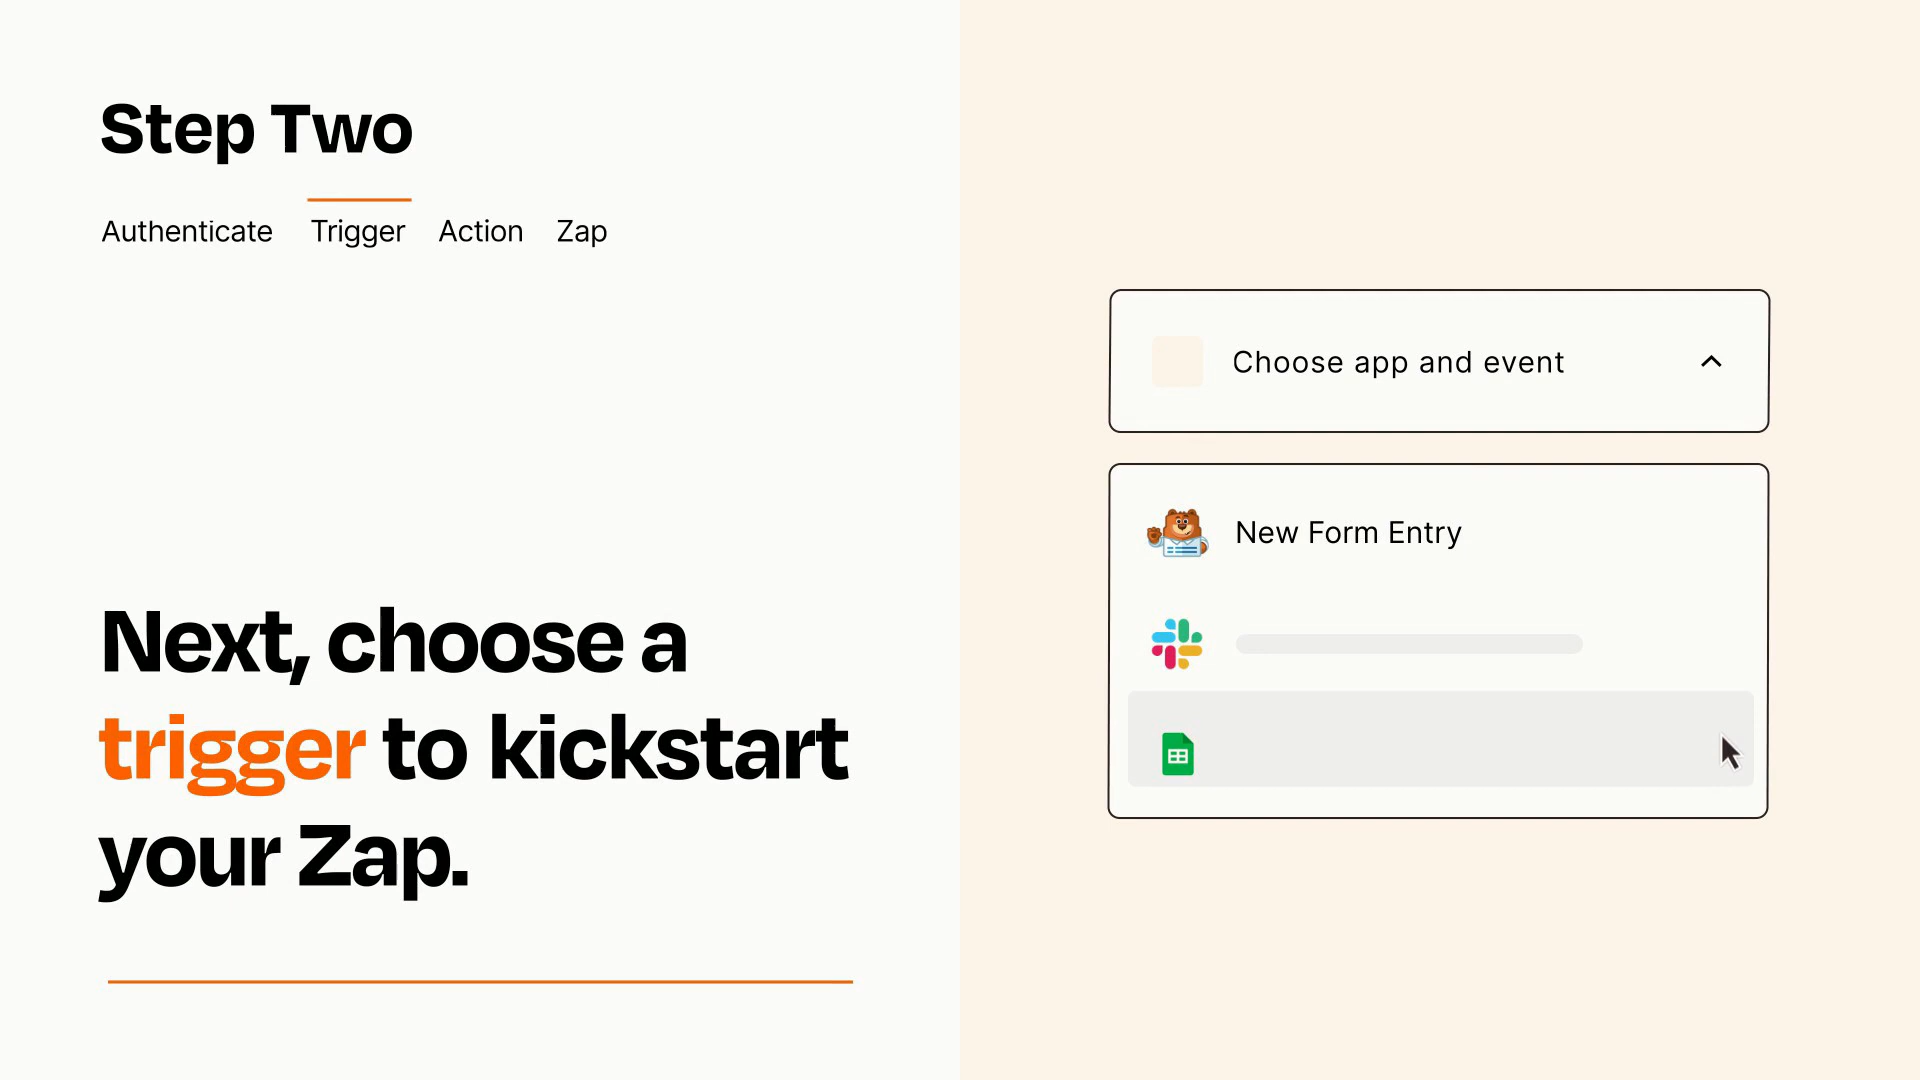 Step Two
Authenticate Trigger Action Zap
Next, choose a
trigger to kickstart
your Zap.
Choose app and event
New Form Entry